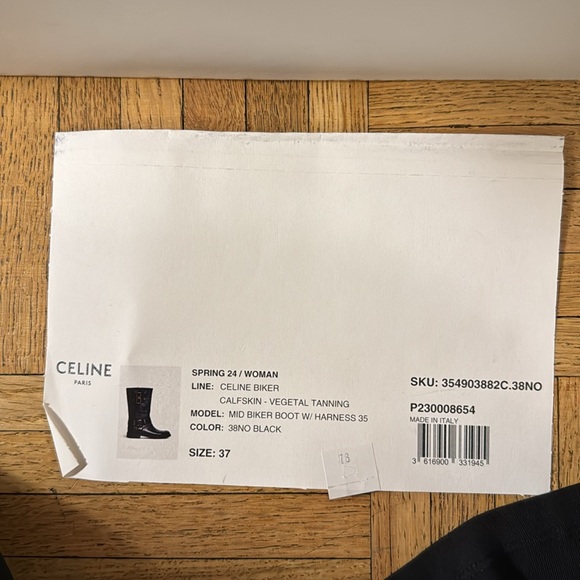 CELINE
PARIS
SPRING 24 / WOMAN
LINE: CELINE BIKER
CALFSKIN - VEGETAL TANNING
MODEL: MID BIKER BOOT W/ HARNESS 35
COLOR: 38NO BLACK
SIZE: 37
SKU: 354903882C.38NO
P230008654
MADE IN ITALY
3 616900 331945